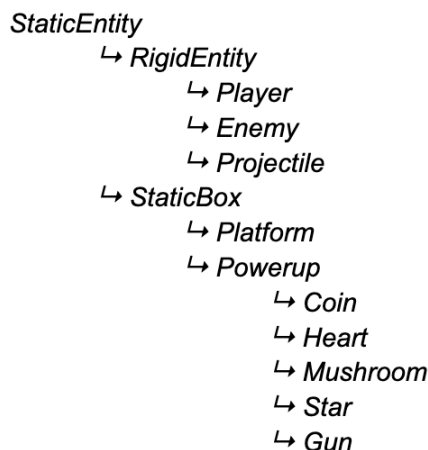 StaticEntity
↳ RigidEntity
↳ Player
↳ Enemy
↳ Projectile
↳ StaticBox
↳ Platform
↳ Powerup
↳ Coin
↳ Heart
↳ Mushroom
↳ Star
↳ Gun